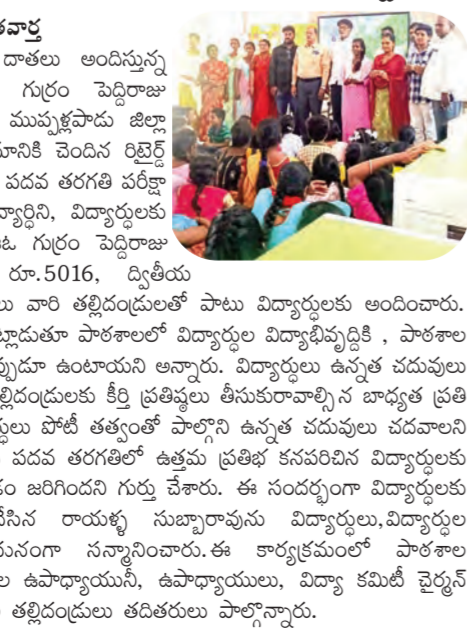 తవార్త
దాతలు అందిస్తున్న
గుర్రం పెద్దిరాజు
ముప్పళ్లపాడు జిల్లా
మానికి చెందిన రిటైర్డ్
పదవ తరగతి పరీక్షా
ద్యార్థిని, విద్యార్థులకు
గుర్రం పెద్దిరాజు
రూ.5016, ద్వితీయ
లు వారి తల్లిదండ్రులతో పాటు విద్యార్థులకు అందించారు.
ట్లాడుతూ పాఠశాలలో విద్యార్థుల విద్యాభివృద్దికి , పాఠశాల
ప్పుడూ ఉంటాయని అన్నారు. విద్యార్థులు ఉన్నత చదువులు
ల్లిదండ్రులకు కీర్తి ప్రతిష్ఠలు తీసుకురావాల్సిన బాధ్యత ప్రతి
ర్థులు పోటీ తత్వంతో పాల్గొని ఉన్నత చదువులు చదవాలని
పదవ తరగతిలో ఉత్తమ ప్రతిభ కనపరిచిన విద్యార్థులకు
డం జరిగిందని గుర్తు చేశారు. ఈ సందర్భంగా విద్యార్థులకు
చేసిన రాయళ్ళ సుబ్బారావును విద్యార్థులు,విద్యార్థుల
నంగా సన్మానించారు.ఈ కార్యక్రమంలో పాఠశాల
ల ఉపాధ్యాయునీ, ఉపాధ్యాయులు, విద్యా కమిటీ చైర్మన్
తల్లిదండ్రులు తదితరులు పాల్గొన్నారు.